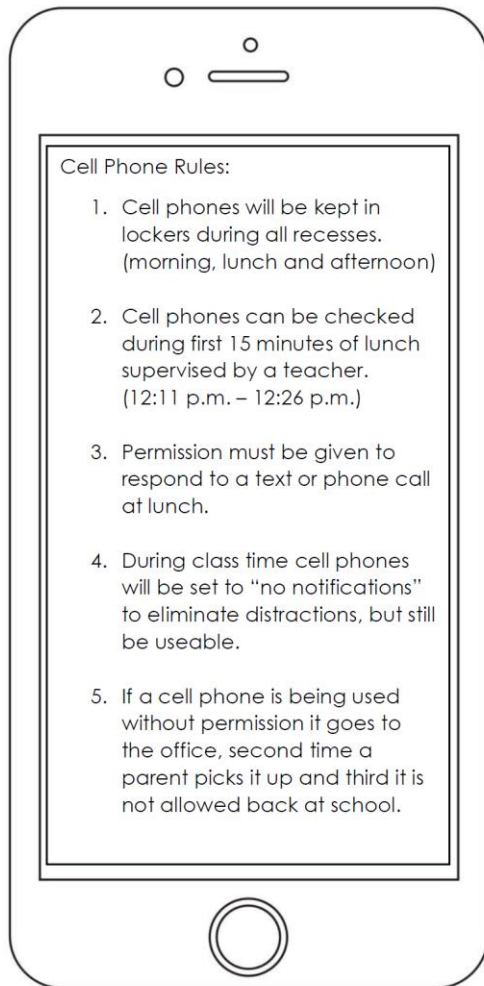 Cell Phone Rules:
1. Cell phones will be kept in
lockers during all recesses.
(morning, lunch and afternoon)
2. Cell phones can be checked
during first 15 minutes of lunch
supervised by a teacher.
(12:11 p.m. – 12:26 p.m.)
3. Permission must be given to
respond to a text or phone call
at lunch.
4. During class time cell phones
will be set to “no notifications”
to eliminate distractions, but still
be useable.
5. If a cell phone is being used
without permission it goes to
the office, second time a
parent picks it up and third it is
not allowed back at school.